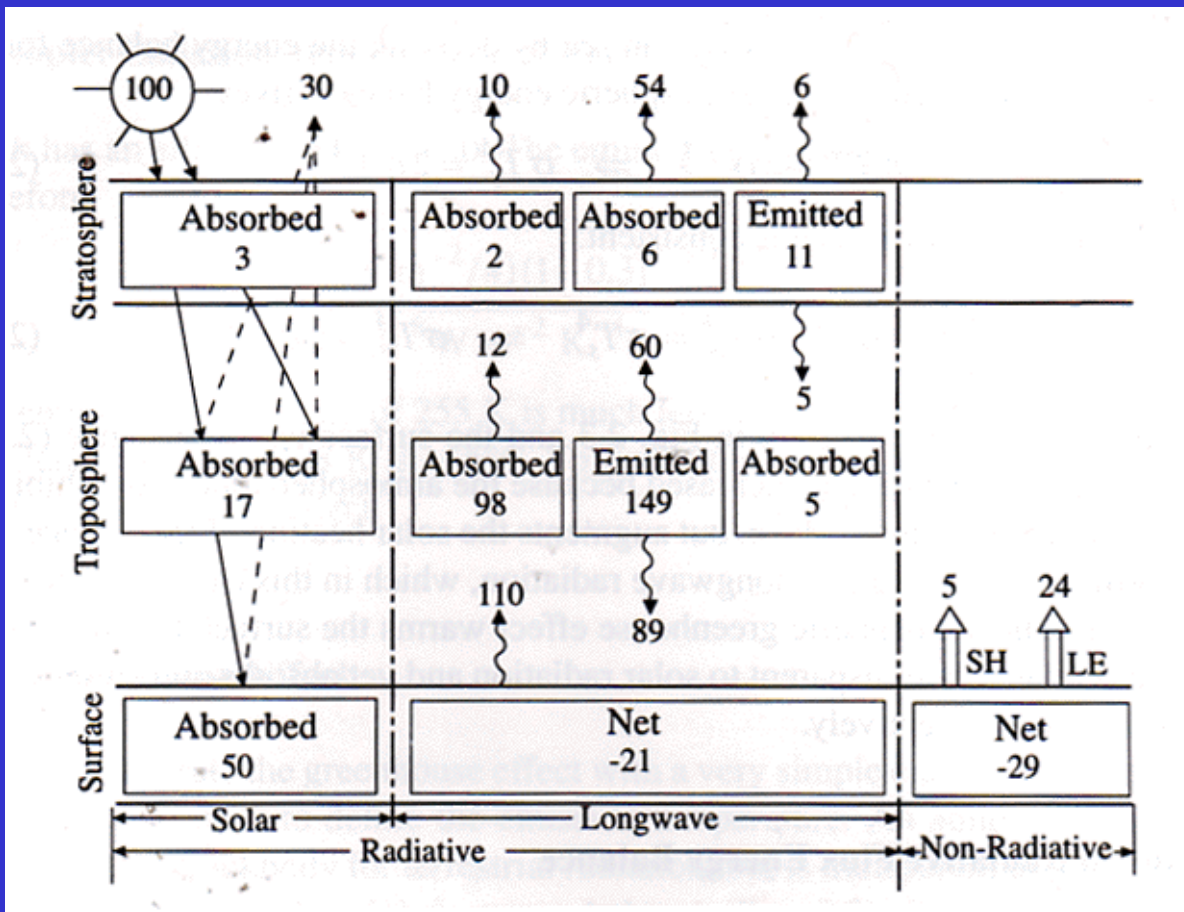 100
30
10
54
6
Stratosphere
Absorbed
3
Absorbed
2
Absorbed
6
Emitted
11
12
60
5
Troposphere
Absorbed
17
Absorbed
98
Emitted
149
Absorbed
5
110
89
5
24
SH
LE
Surface
Absorbed
50
Net
-21
Net
-29
Solar
Longwave
Radiative
Non-Radiative